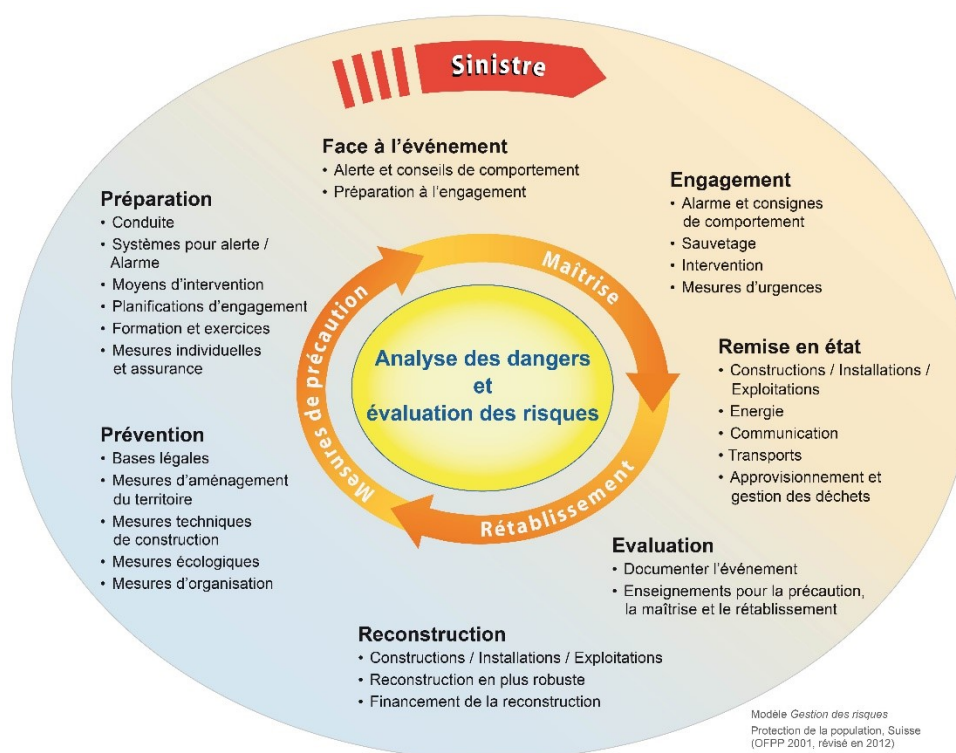 Sinistre
Face à l'événement
• Alerte et conseils de comportement
• Préparation à l'engagement
Engagement
• Alarme et consignes
de comportement
• Sauvetage
• Intervention
• Mesures d'urgences
Remise en état
• Constructions / Installations /
Exploitations
• Energie
• Communication
• Transports
• Approvisionnement et
gestion des déchets
Evaluation
• Documenter l'événement
• Enseignements pour la précaution,
la maîtrise et le rétablissement
Reconstruction
• Constructions / Installations / Exploitations
• Reconstruction en plus robuste
• Financement de la reconstruction
Prévention
• Bases légales
• Mesures d'aménagement
du territoire
• Mesures techniques
de construction
• Mesures écologiques
• Mesures d'organisation
Préparation
• Conduite
• Systèmes pour alerte /
Alarme
• Moyens d'intervention
• Planifications d'engagement
• Formation et exercices
• Mesures individuelles
et assurance
Maîtrise
Rétablissement
Mesures de précaution
Analyse des dangers
et
évaluation des risques
Modèle Gestion des risques
Protection de la population, Suisse
(OFPP 2001, révisé en 2012)